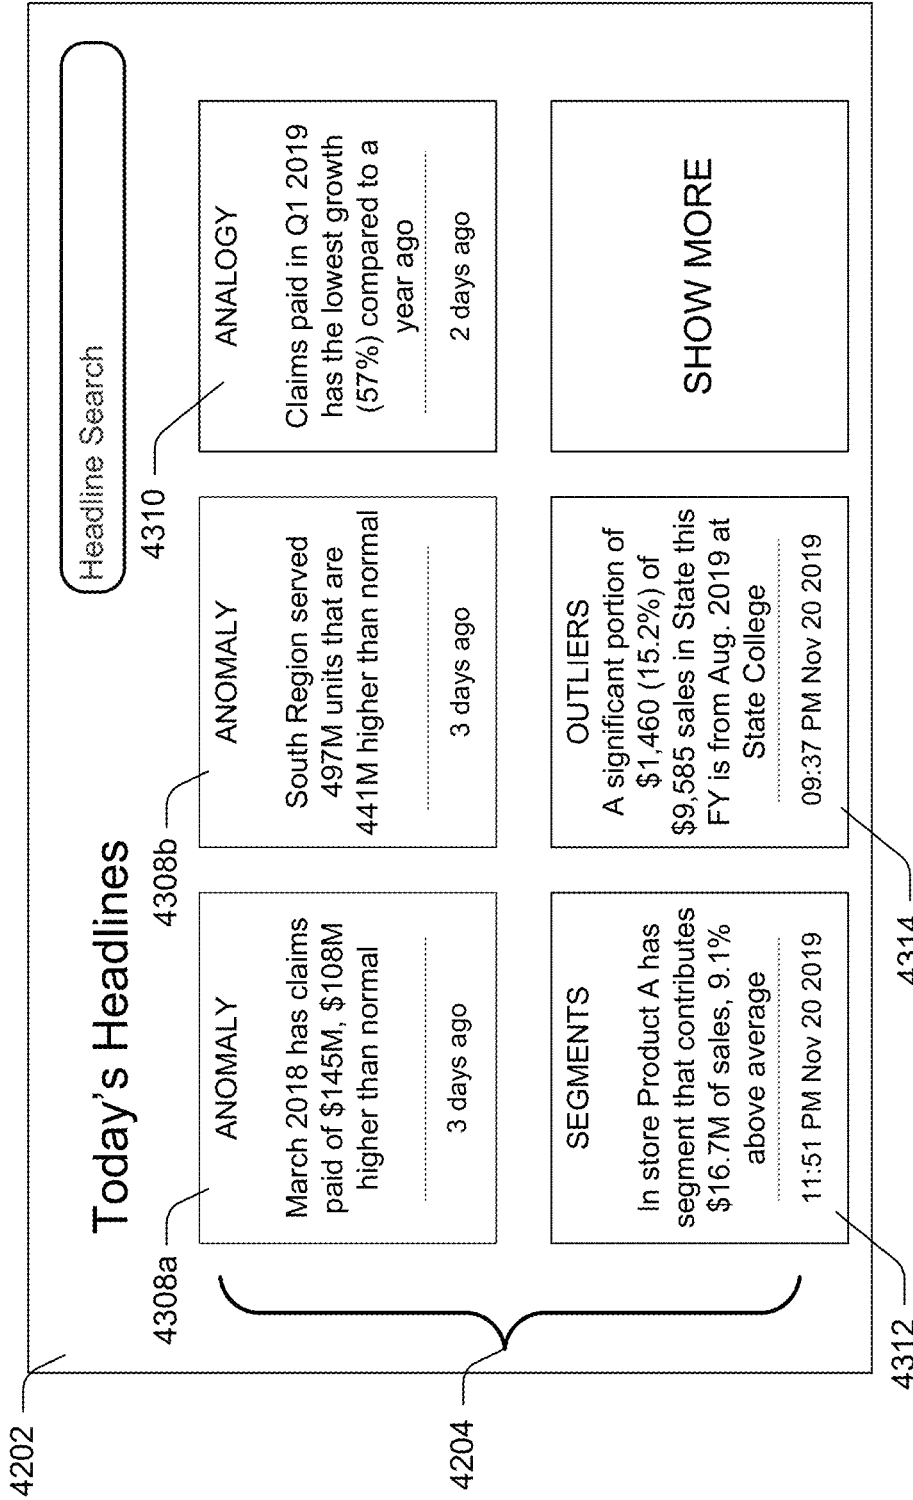 4202
Today's Headlines
Headline Search
4308a
4308b
4310
ANOMALY
March 2018 has claims
paid of $145M, $108M
higher than normal
3 days ago
ANOMALY
South Region served
497M units that are
441M higher than normal
3 days ago
ANALOGY
Claims paid in Q1 2019
has the lowest growth
(57%) compared to a
year ago
2 days ago
4204
SEGMENTS
In store Product A has
segment that contributes
$16.7M of sales, 9.1%
above average
11:51 PM Nov 20 2019
OUTLIERS
A significant portion of
$1,460 (15.2%) of
$9,585 sales in State this
FY is from Aug. 2019 at
State College
09:37 PM Nov 20 2019
SHOW MORE
4312
4314